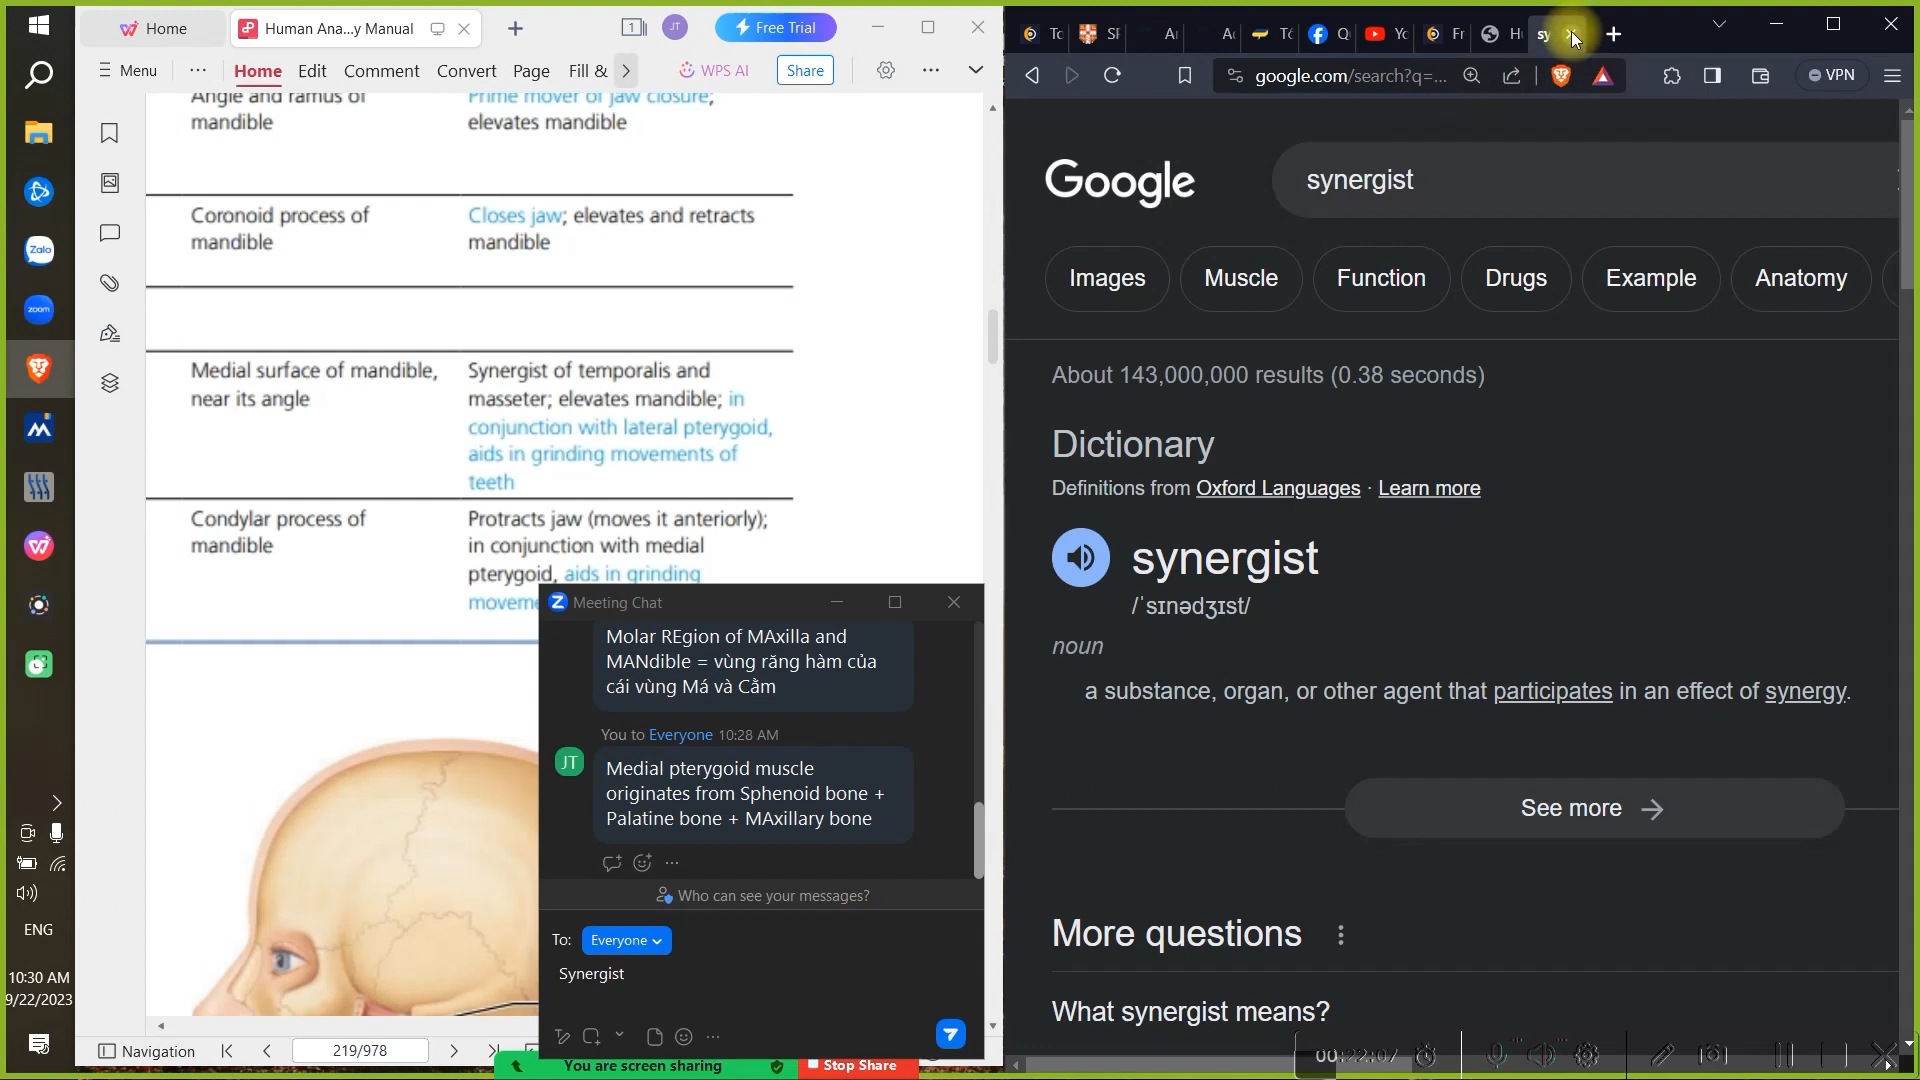 Home
Human Ana...y Manual
1
JT
Free Trial
Menu
Home
Edit
Comment
Convert
Page
Fill &
WPS AI
Share
Angle and ramus of
mandible
Prime mover of jaw closure;
elevates mandible
Coronoid process of
mandible
Closes jaw; elevates and retracts
mandible
Medial surface of mandible,
near its angle
Synergist of temporalis and
masseter; elevates mandible; in
conjunction with lateral pterygoid,
aids in grinding movements of
teeth
Condylar process of
mandible
Protracts jaw (moves it anteriorly);
in conjunction with medial
pterygoid, aids in grinding
moveme
Meeting Chat
Molar REgion of MAxilla and
MANdible = vùng răng hàm của
cái vùng Má và Cằm
You to Everyone 10:28 AM
JT
Medial pterygoid muscle
originates from Sphenoid bone +
Palatine bone + MAxillary bone
Who can see your messages?
To: Everyone
Synergist
Navigation
219/978
You are screen sharing
Stop Share
Zalo
zoom
ENG
10:30 AM
9/22/2023
google.com/search?q=...
VPN
Google
synergist
Images
Muscle
Function
Drugs
Example
Anatomy
About 143,000,000 results (0.38 seconds)
Dictionary
Definitions from Oxford Languages · Learn more
synergist
/ˈsɪnədʒɪst/
noun
a substance, organ, or other agent that participates in an effect of synergy.
See more
More questions
What synergist means?
00:22:07